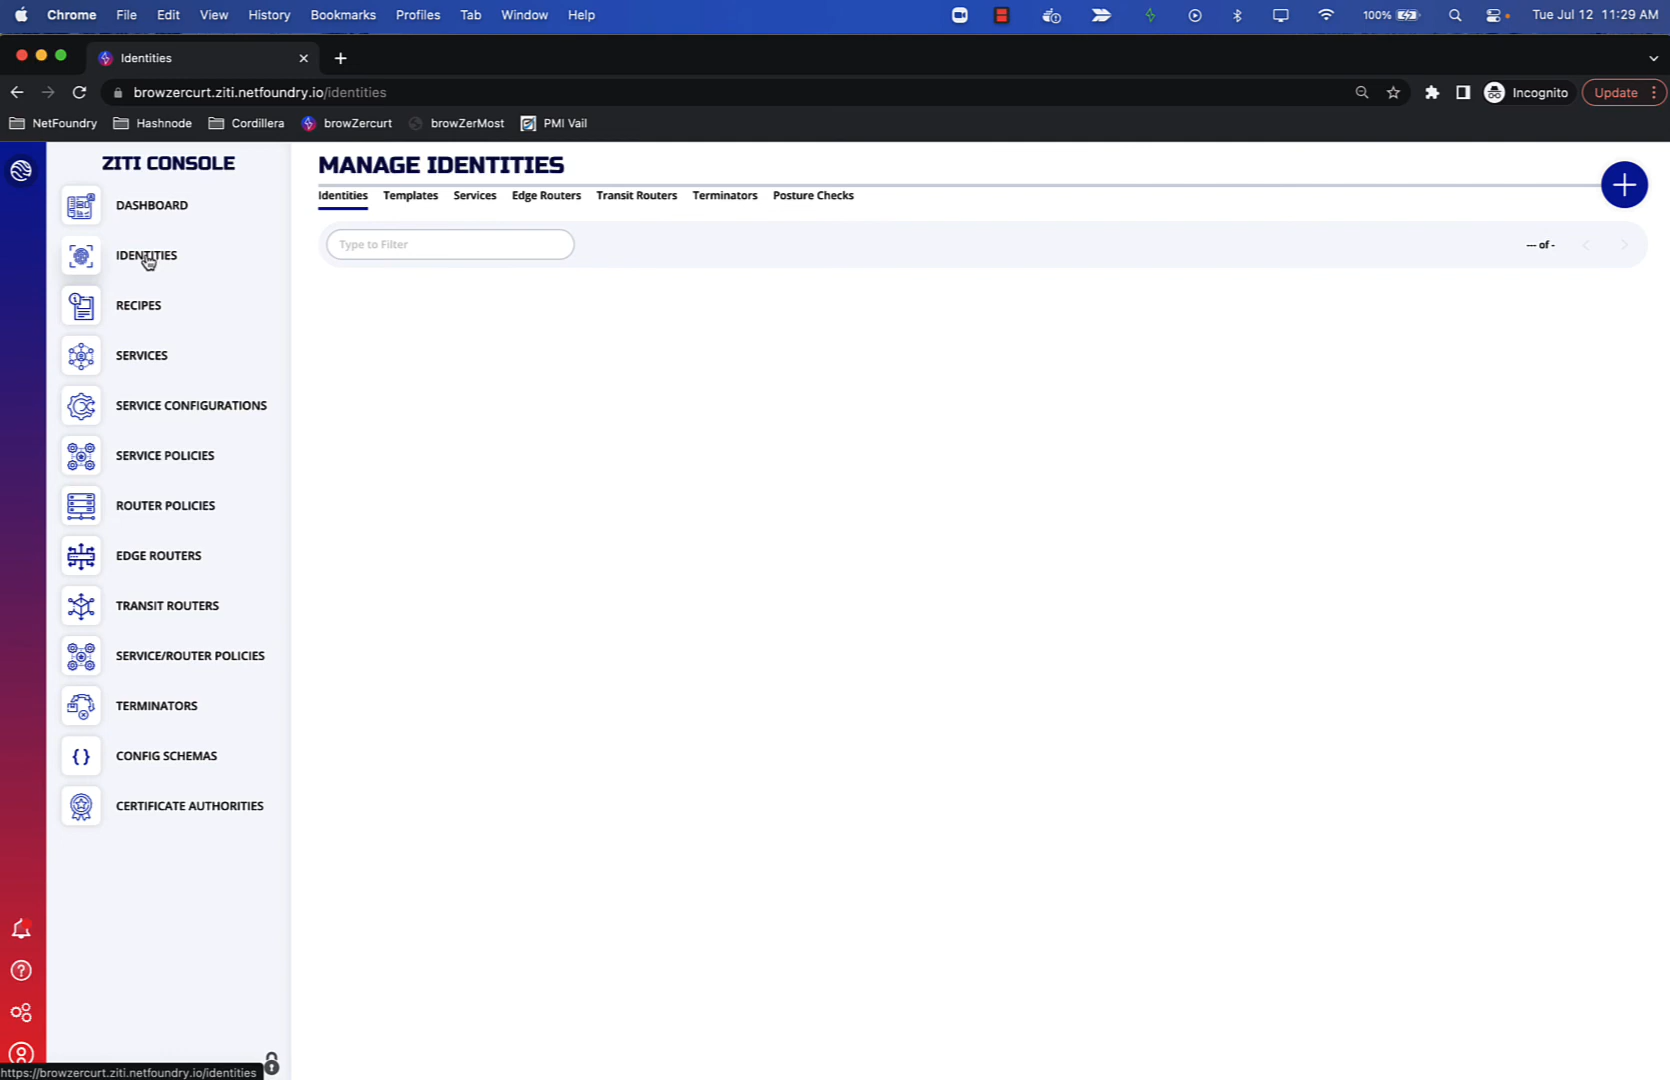 Chrome File Edit View History Bookmarks Profiles Tab Window Help 100% Tue Jul 12 11:29 AM
Identities
browzercurt.ziti.netfoundry.io/identities Incognito Update
NetFoundry Hashnode Cordillera browZercurt browZerMost PMI Vail
ZITI CONSOLE
DASHBOARD
IDENTITIES
RECIPES
SERVICES
SERVICE CONFIGURATIONS
SERVICE POLICIES
ROUTER POLICIES
EDGE ROUTERS
TRANSIT ROUTERS
SERVICE/ROUTER POLICIES
TERMINATORS
{} CONFIG SCHEMAS
CERTIFICATE AUTHORITIES
MANAGE IDENTITIES
Identities Templates Services Edge Routers Transit Routers Terminators Posture Checks
Type to Filter --- of -
https://browzercurt.ziti.netfoundry.io/identities